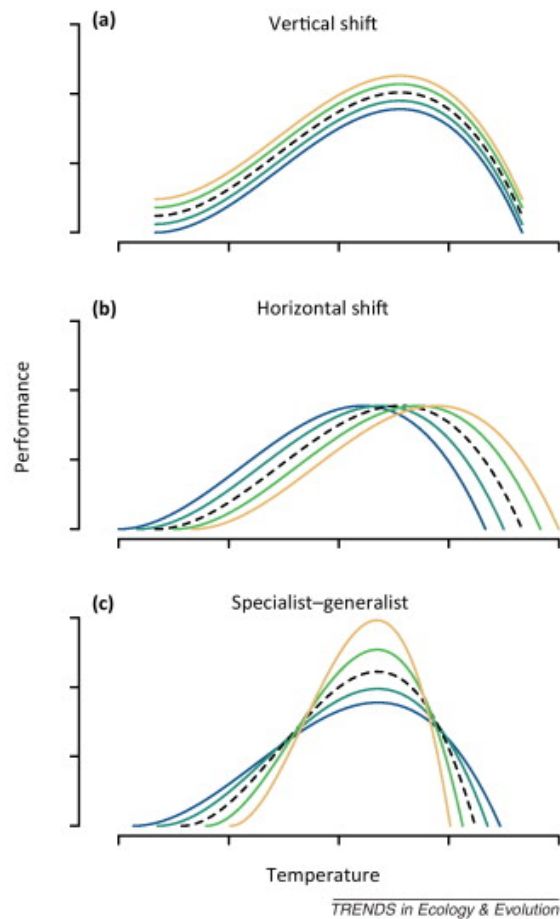 (a)
Vertical shift
(b)
Horizontal shift
Performance
(c)
Specialist–generalist
Temperature
TRENDS in Ecology & Evolution